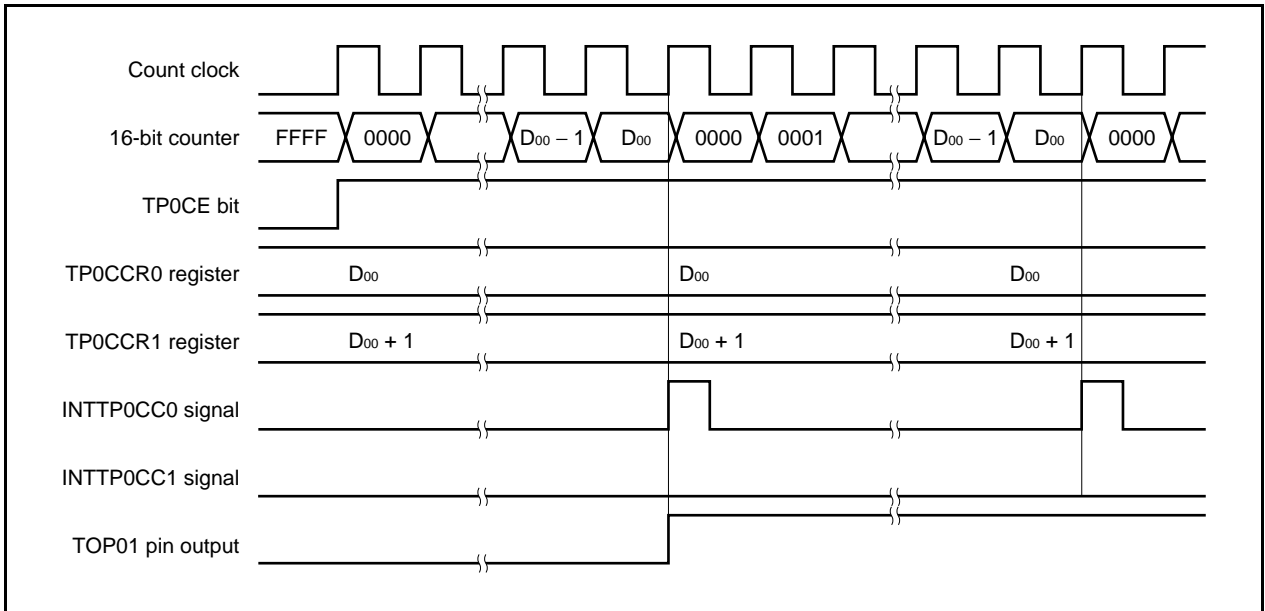 Count clock
16-bit counter FFFF 0000 D00 − 1 D00 0000 0001 D00 − 1 D00 0000
TP0CE bit
TP0CCR0 register D00 D00 D00
TP0CCR1 register D00 + 1 D00 + 1 D00 + 1
INTTP0CC0 signal
INTTP0CC1 signal
TOP01 pin output